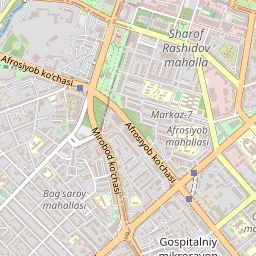 Sharof
Rashidov
mahalla
Afrosiyob ko'chasi
Markaz-7
Afrosiyob
mahallasi
Afrosiyob ko'chasi
Mirobod ko'chasi
Bog saroy
mahallasi
Gospitalniy
mikrorayon